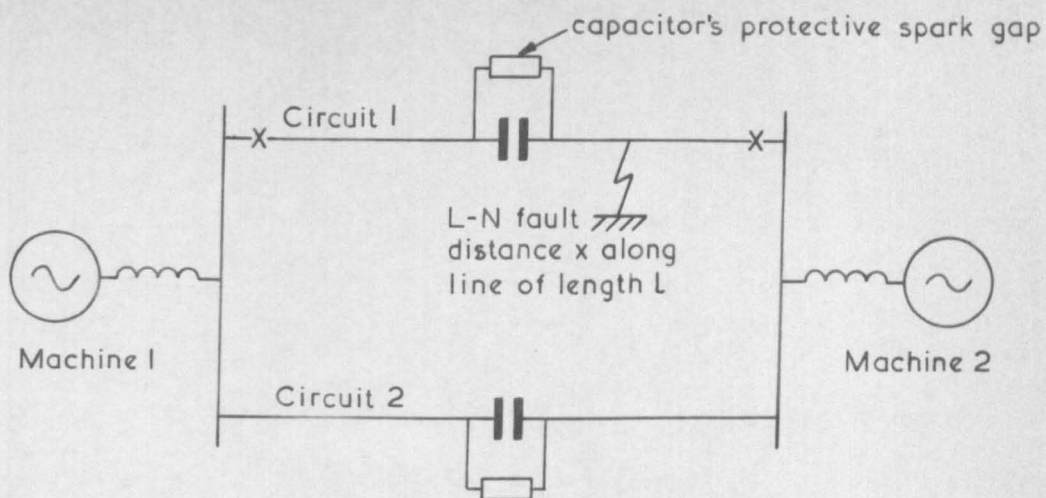 capacitor's protective spark gap
Circuit 1
L-N fault
distance x along
line of length L
Machine 1
Machine 2
Circuit 2